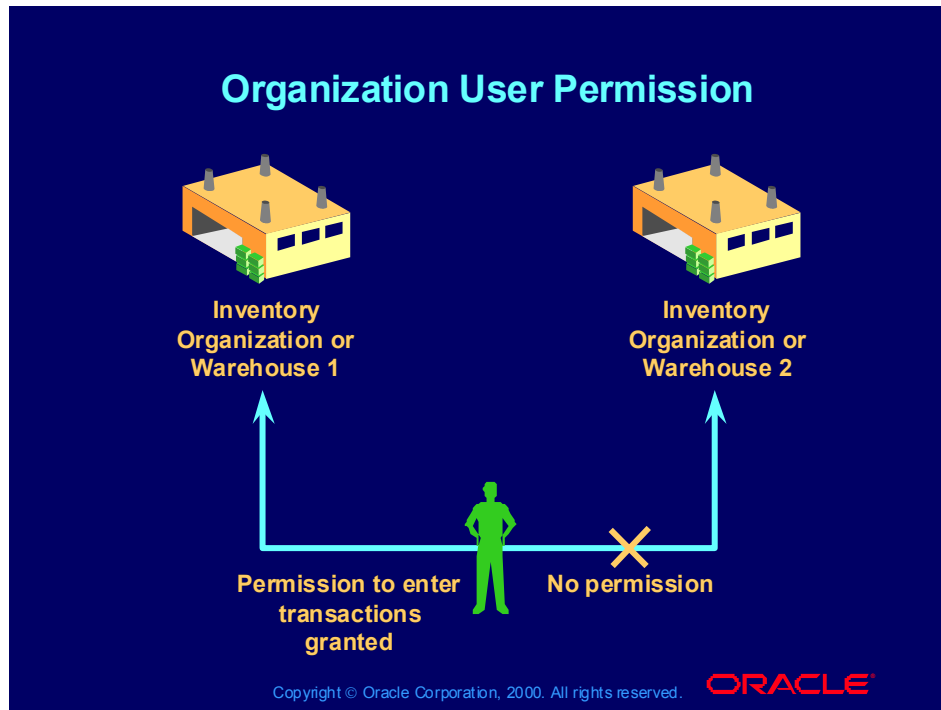 Organization User Permission
Inventory
Organization or
Warehouse 1
Inventory
Organization or
Warehouse 2
Permission to enter
transactions
granted
No permission
Copyright © Oracle Corporation, 2000. All rights reserved.
ORACLE®